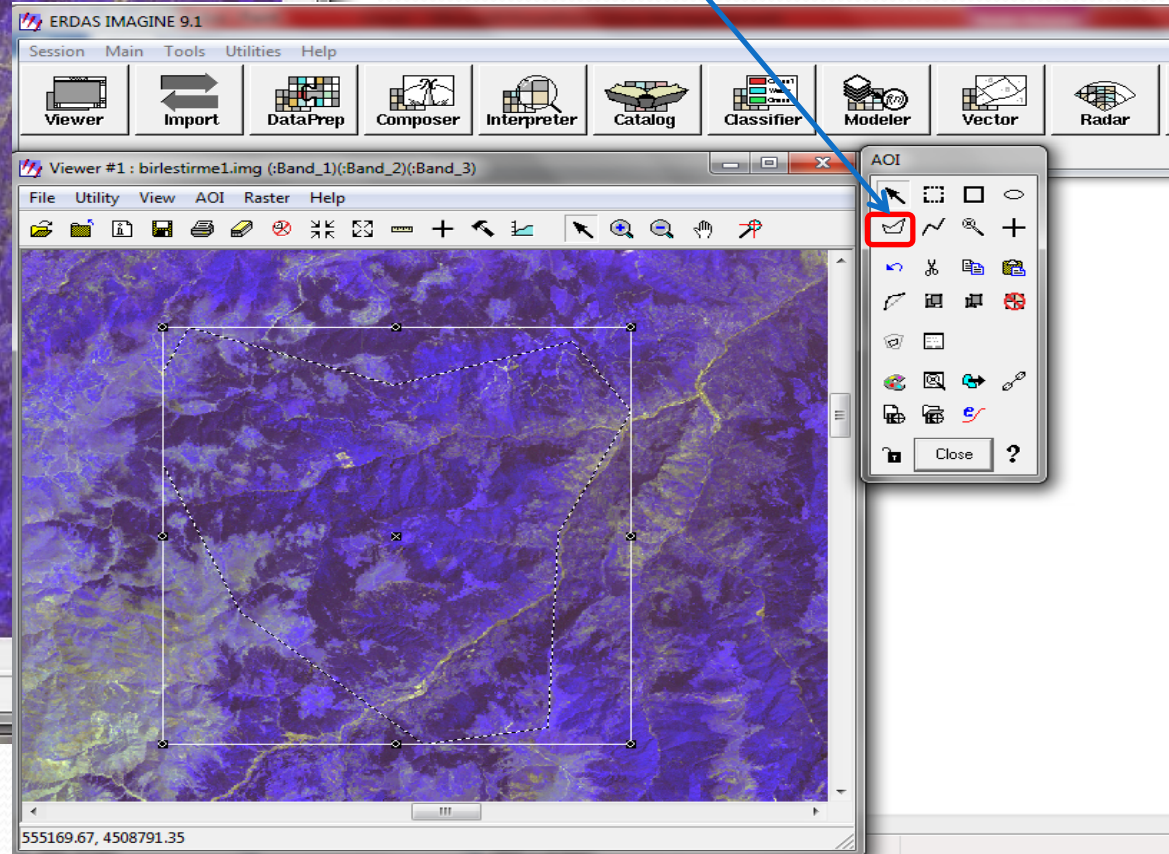 ERDAS IMAGINE 9.1
Session Main Tools Utilities Help
Viewer Import DataPrep Composer Interpreter Catalog Classifier Modeler Vector Radar
Viewer #1 : birlestirme1.img (:Band_1)(:Band_2)(:Band_3)
File Utility View AOI Raster Help
AOI
Close ?
555169.67, 4508791.35